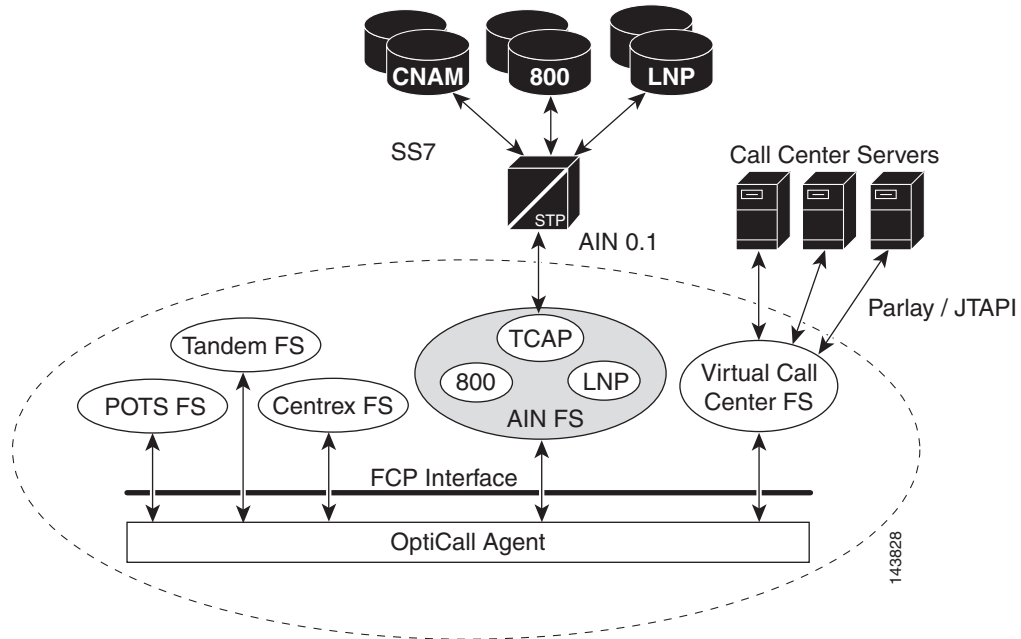 CNAM
800
LNP
SS7
Call Center Servers
STP
AIN 0.1
Parlay / JTAPI
Tandem FS
TCAP
POTS FS
Centrex FS
800
LNP
AIN FS
Virtual Call
Center FS
FCP Interface
OptiCall Agent
143828